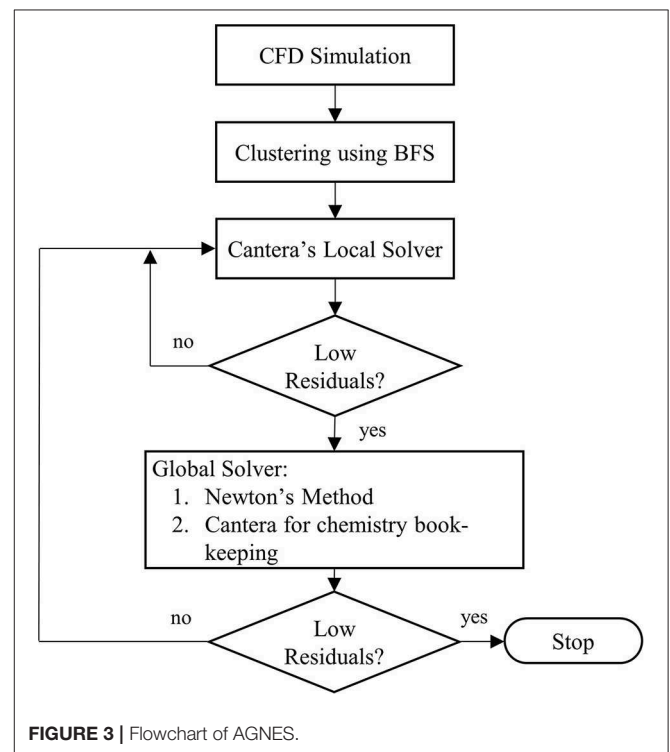 CFD Simulation
Clustering using BFS
Cantera's Local Solver
no
Low
Residuals?
yes
Global Solver:
1. Newton's Method
2. Cantera for chemistry book-
keeping
no
Low
Residuals?
yes
Stop
FIGURE 3 | Flowchart of AGNES.